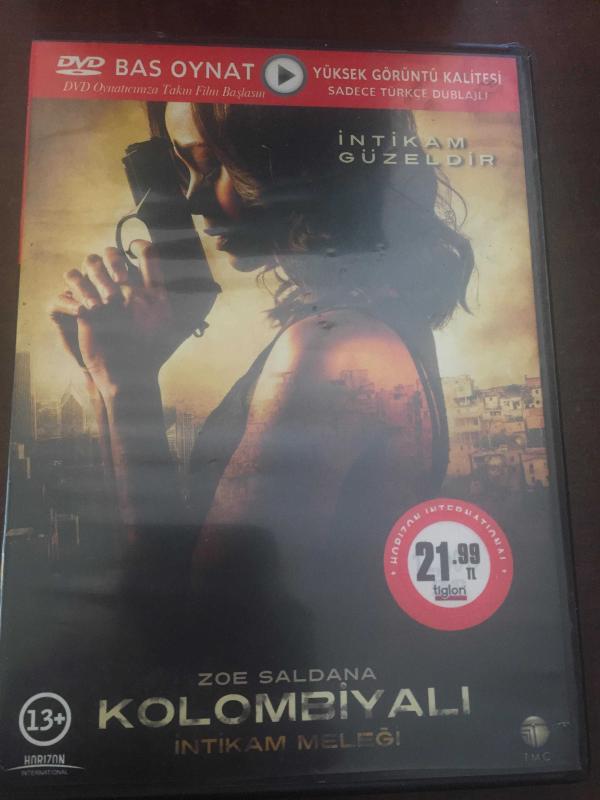 DVD BAS OYNAT
YÜKSEK GÖRÜNTÜ KALİTESİ
DVD Oynatıcınıza Takın Film Başlasın
SADECE TÜRKÇE DUBLAJLI
İNTİKAM
GÜZELDİR
HORIZON INTERNATIONAL
21.99
TL
tiglon
ZOE SALDANA
KOLOMBİYALI
İNTİKAM MELEĞİ
13+
HORIZON
INTERNATIONAL
TMC